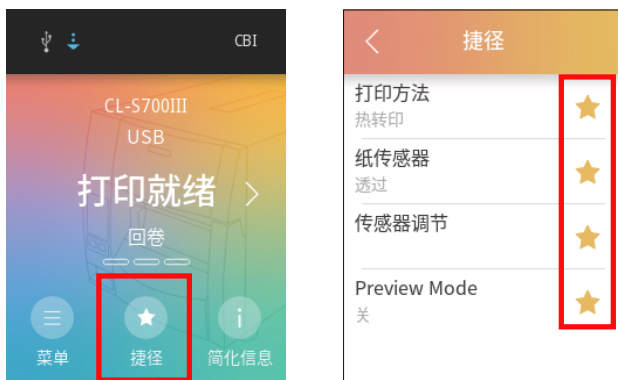 CBI
CL-S700III
USB
打印就绪
回卷
菜单
捷径
简化信息
捷径
打印方法
热转印
纸传感器
透过
传感器调节
Preview Mode
关